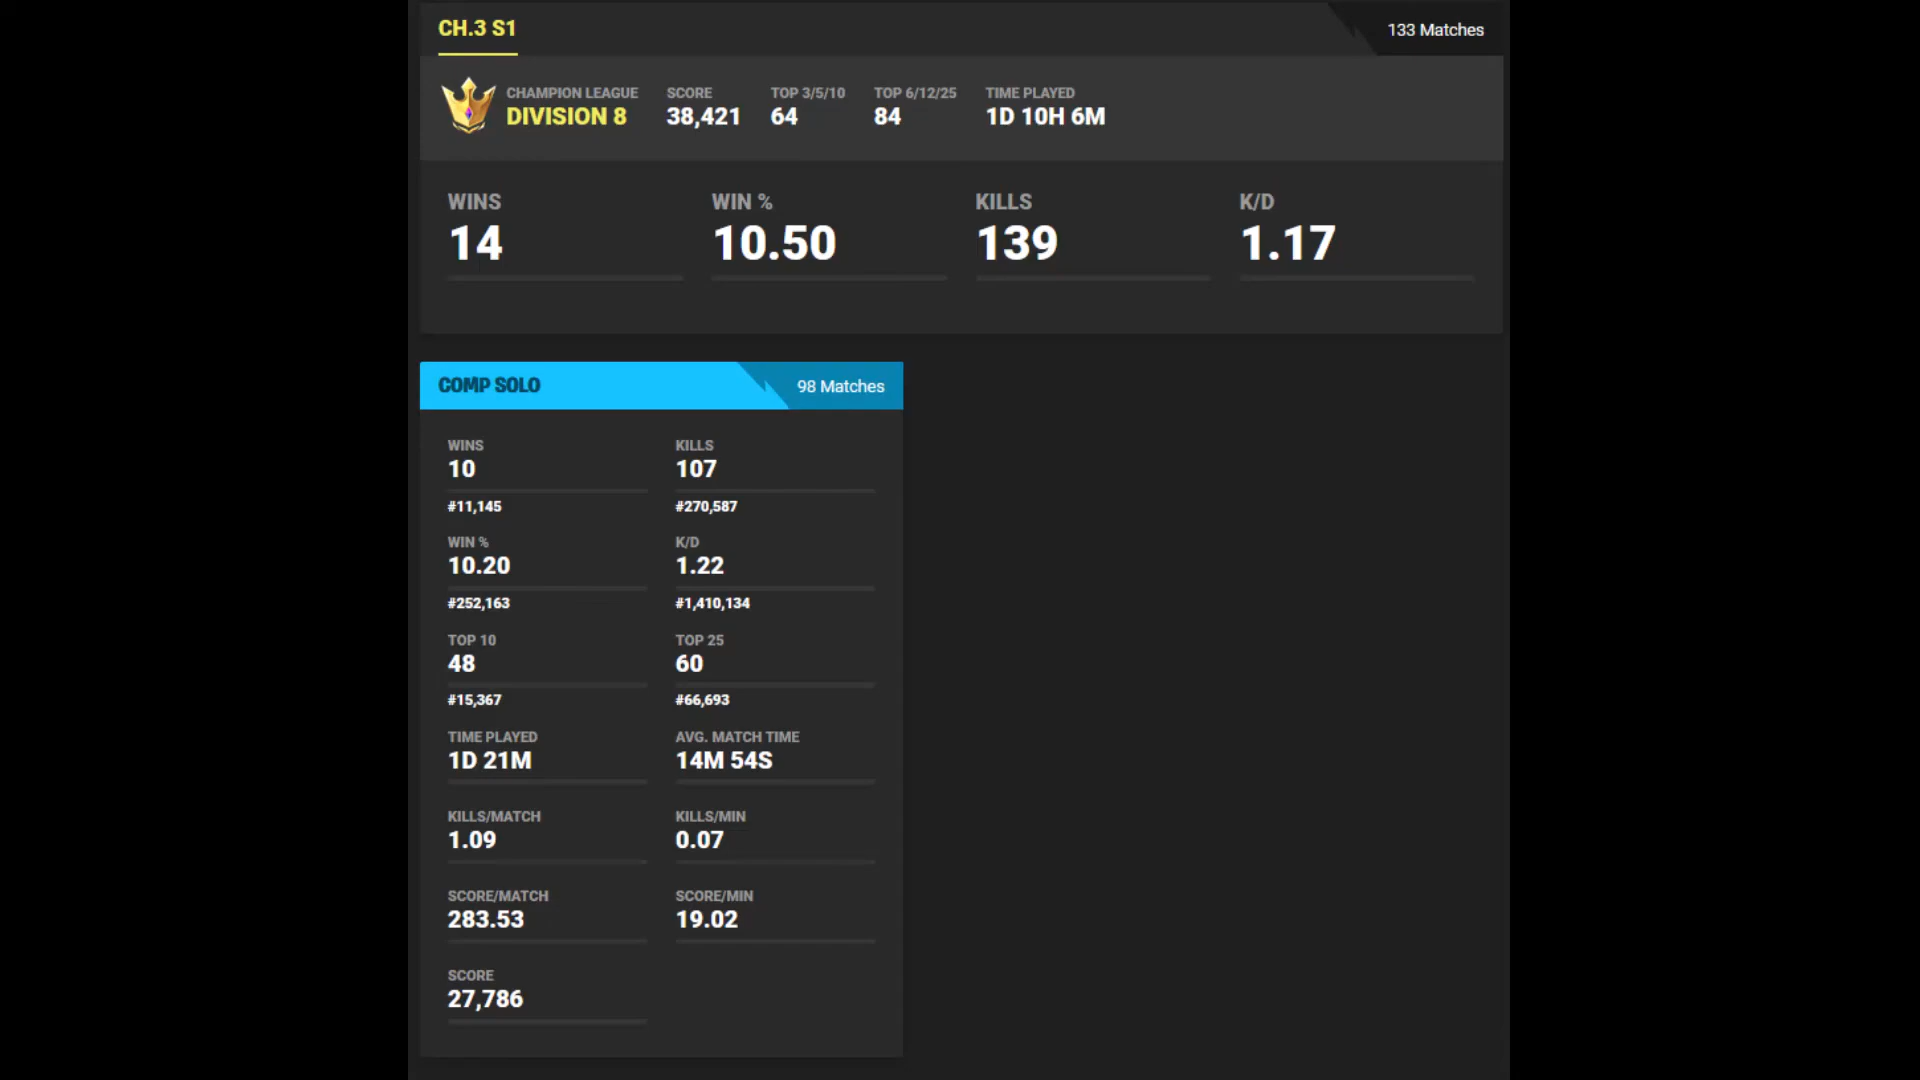 CH.3 S1
133 Matches
CHAMPION LEAGUE
DIVISION 8
SCORE
38,421
TOP 3/5/10
64
TOP 6/12/25
84
TIME PLAYED
1D 10H 6M
WINS
14
WIN %
10.50
KILLS
139
K/D
1.17
COMP SOLO
98 Matches
WINS
10
#11,145
KILLS
107
#270,587
WIN %
10.20
#252,163
K/D
1.22
#1,410,134
TOP 10
48
#15,367
TOP 25
60
#66,693
TIME PLAYED
1D 21M
AVG. MATCH TIME
14M 54S
KILLS/MATCH
1.09
KILLS/MIN
0.07
SCORE/MATCH
283.53
SCORE/MIN
19.02
SCORE
27,786